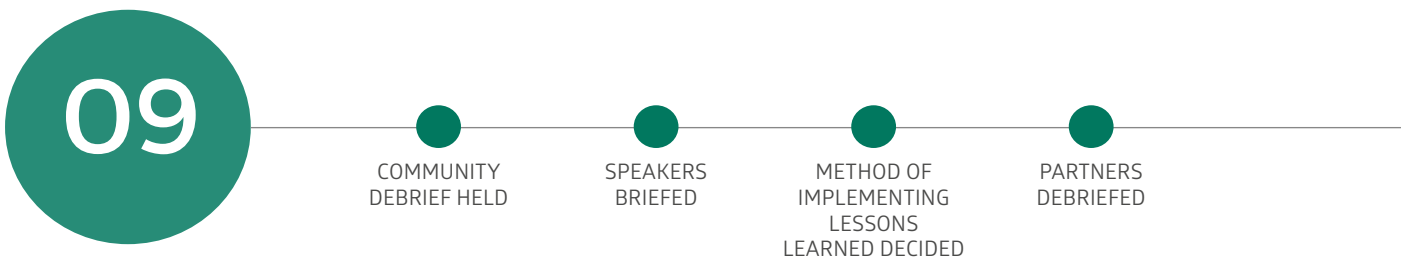 09
COMMUNITY
DEBRIEF HELD
SPEAKERS
BRIEFED
METHOD OF
IMPLEMENTING
LESSONS
LEARNED DECIDED
PARTNERS
DEBRIEFED